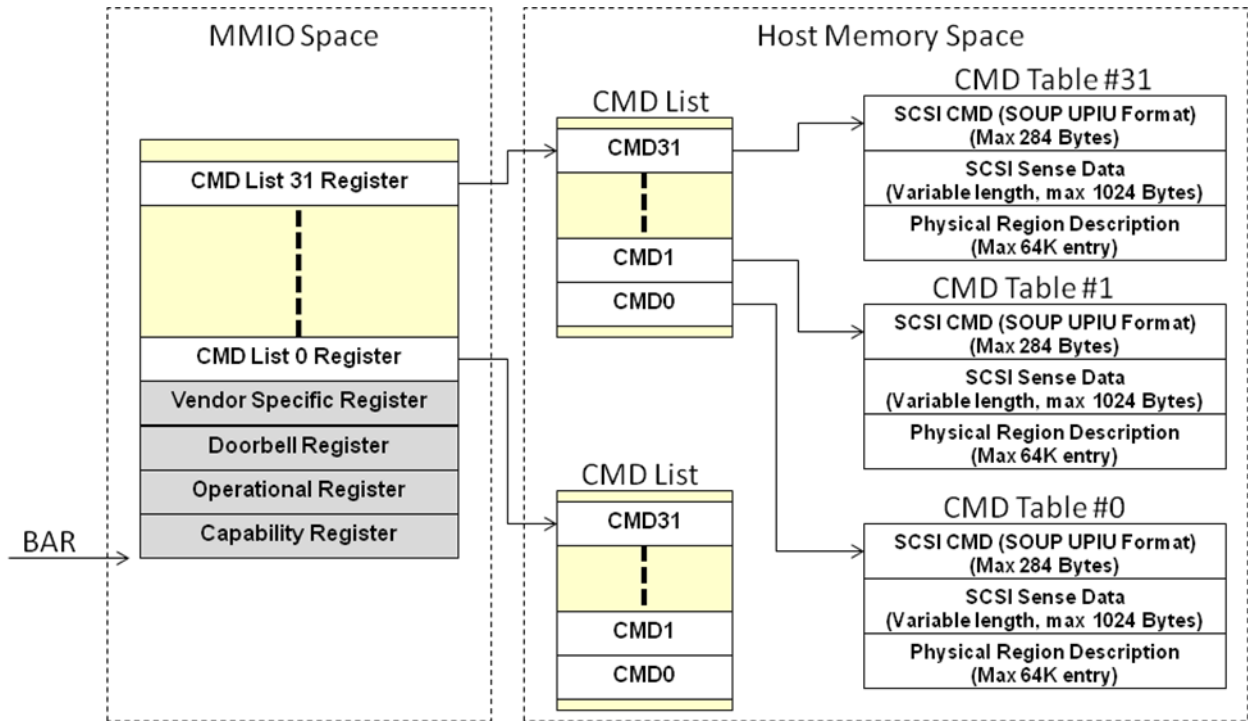 MMIO Space
CMD List 31 Register
CMD List 0 Register
Vendor Specific Register
Doorbell Register
Operational Register
Capability Register
BAR
Host Memory Space
CMD List
CMD31
CMD1
CMD0
CMD List
CMD31
CMD1
CMD0
CMD Table #31
SCSI CMD (SOUP UPIU Format)
(Max 284 Bytes)
SCSI Sense Data
(Variable length, max 1024 Bytes)
Physical Region Description
(Max 64K entry)
CMD Table #1
SCSI CMD (SOUP UPIU Format)
(Max 284 Bytes)
SCSI Sense Data
(Variable length, max 1024 Bytes)
Physical Region Description
(Max 64K entry)
CMD Table #0
SCSI CMD (SOUP UPIU Format)
(Max 284 Bytes)
SCSI Sense Data
(Variable length, max 1024 Bytes)
Physical Region Description
(Max 64K entry)